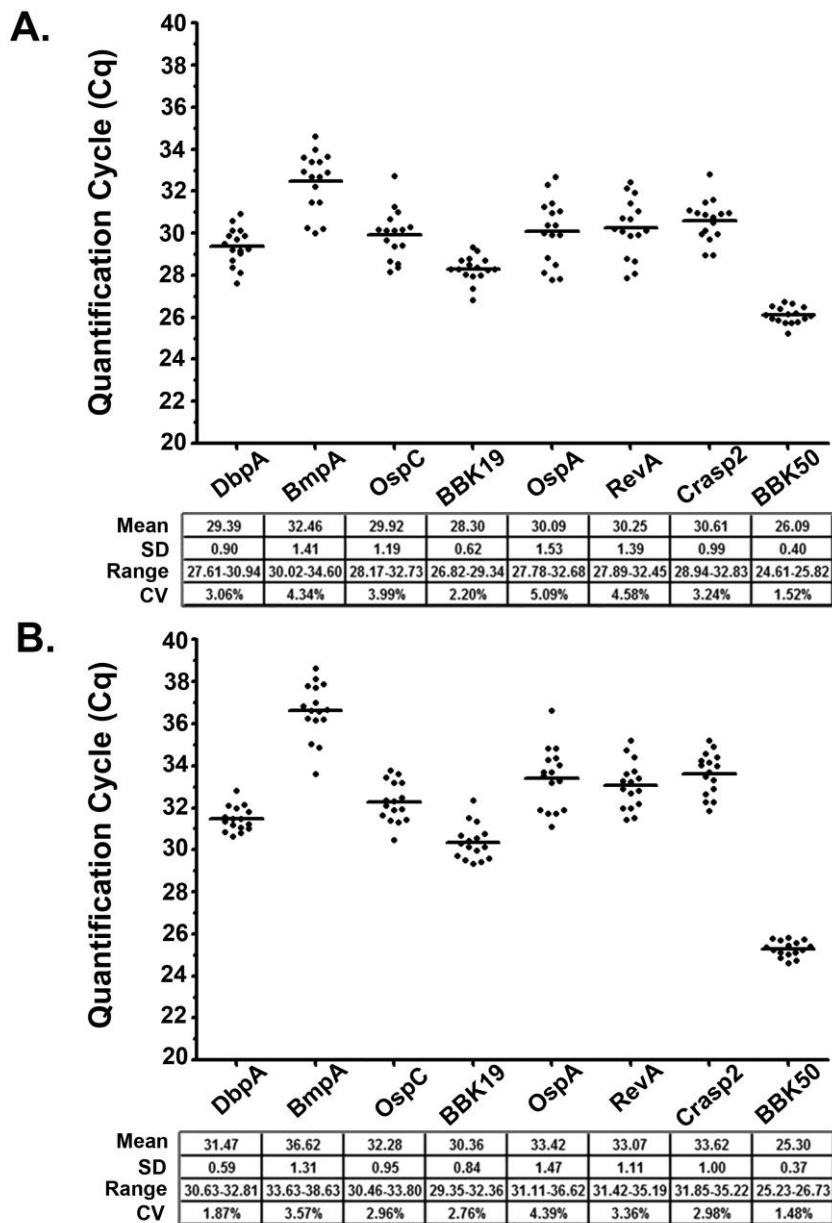 A.
Quantification Cycle (Cq)
40
38
36
34
32
30
28
26
24
22
20
DbpA BmpA OspC BBK19 OspA RevA Crasp2 BBK50
Mean 29.39 32.46 29.92 28.30 30.09 30.25 30.61 26.09
SD 0.90 1.41 1.19 0.62 1.53 1.39 0.99 0.40
Range 27.61-30.94 30.02-34.60 28.17-32.73 26.82-29.34 27.78-32.68 27.89-32.45 28.94-32.83 24.61-25.82
CV 3.06% 4.34% 3.99% 2.20% 5.09% 4.58% 3.24% 1.52%
B.
Quantification Cycle (Cq)
40
38
36
34
32
30
28
26
24
22
20
DbpA BmpA OspC BBK19 OspA RevA Crasp2 BBK50
Mean 31.47 36.62 32.28 30.36 33.42 33.07 33.62 25.30
SD 0.59 1.31 0.95 0.84 1.47 1.11 1.00 0.37
Range 30.63-32.81 33.63-38.63 30.46-33.80 29.35-32.36 31.11-36.62 31.42-35.19 31.85-35.22 25.23-26.73
CV 1.87% 3.57% 2.96% 2.76% 4.39% 3.36% 2.98% 1.48%